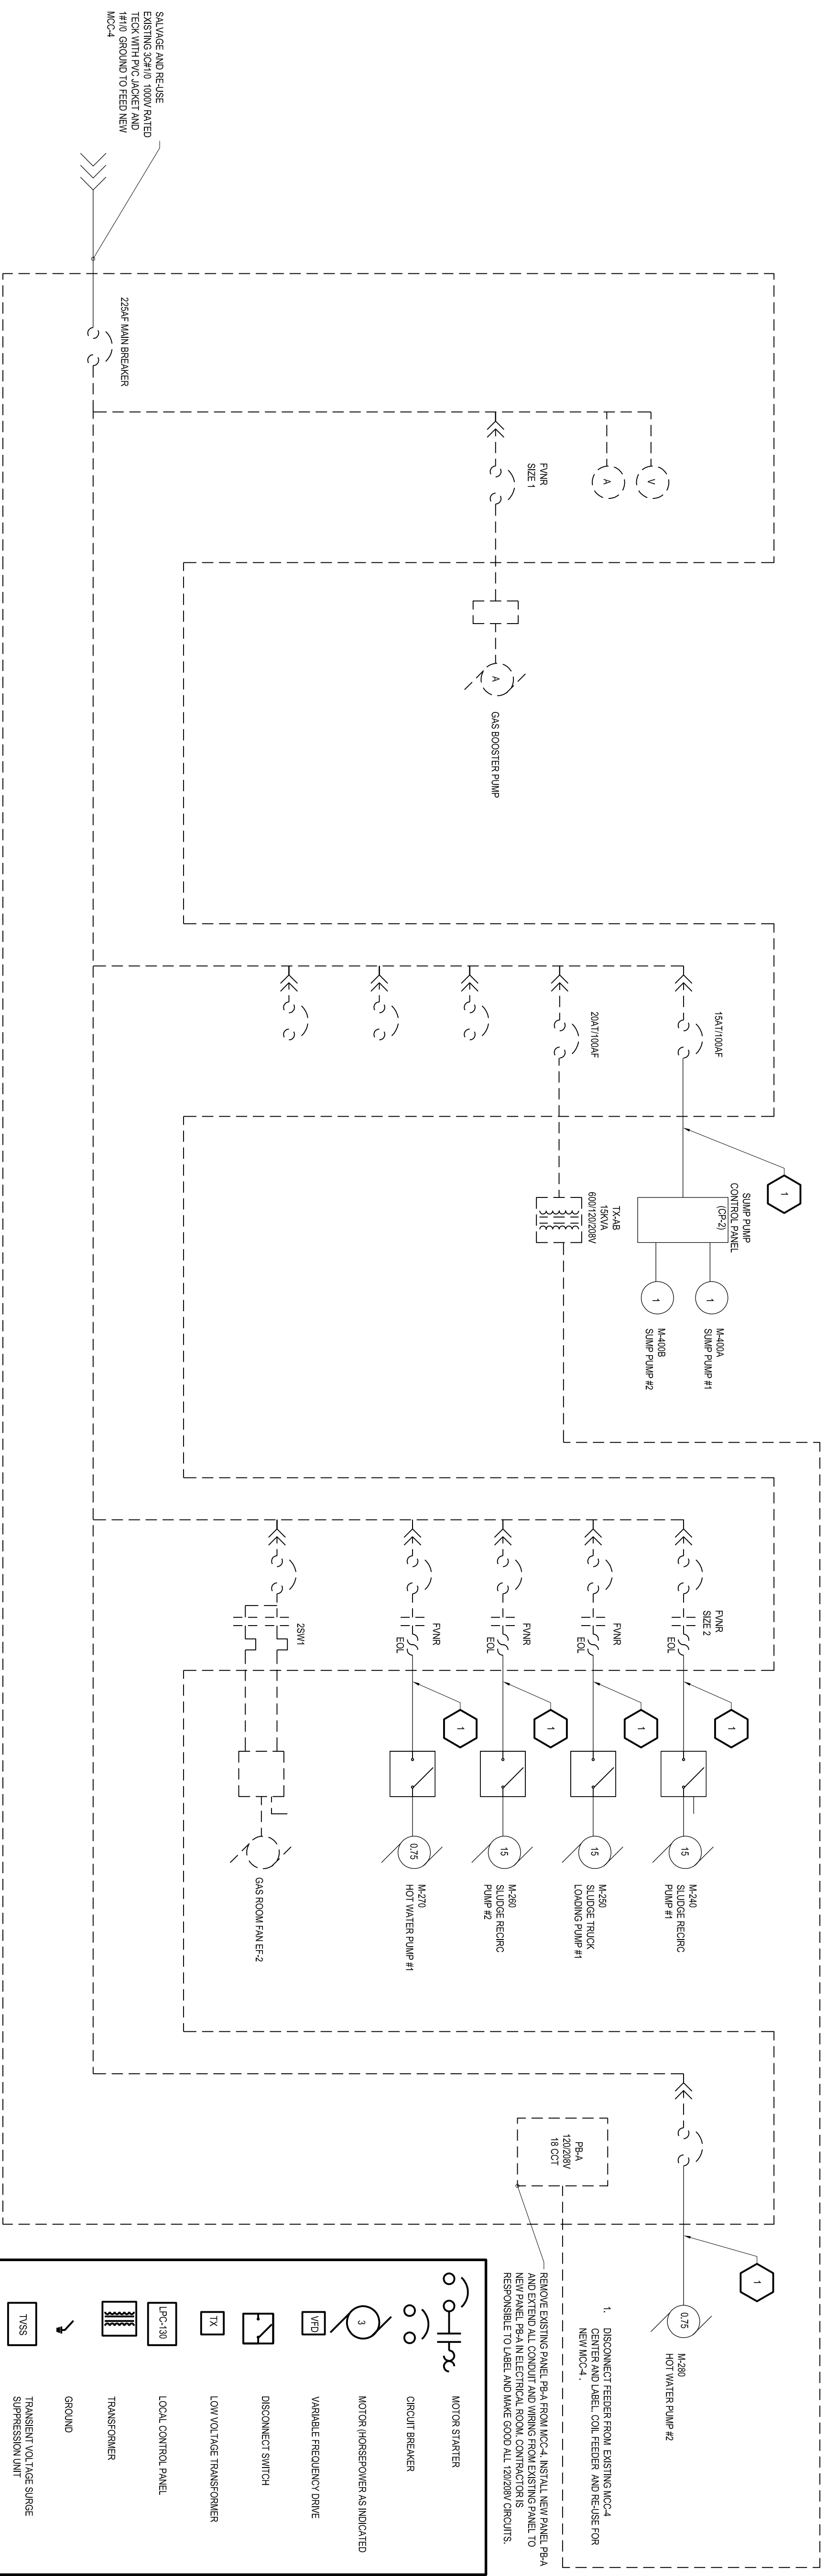 SALVAGE AND RE-USE
EXISTING 3C#1/0 1000V RATED
TECK WITH PVC JACKET AND
1#1/0 GROUND TO FEED NEW
MCC-4
225AF MAIN BREAKER
V
A
FVNR
SIZE 1
A
GAS BOOSTER PUMP
15AT/100AF
20AT/100AF
1
SUMP PUMP
CONTROL PANEL
(CP-2)
1
M-400A
SUMP PUMP #1
1
M-400B
SUMP PUMP #2
TX-AB
15KVA
600/120/208V
FVNR
SIZE 2
EOL
1
15
M-240
SLUDGE RECIRC
PUMP #1
FVNR
EOL
1
15
M-250
SLUDGE TRUCK
LOADING PUMP #1
FVNR
EOL
1
15
M-260
SLUDGE RECIRC
PUMP #2
FVNR
EOL
1
0.75
M-270
HOT WATER PUMP #1
2SW1
GAS ROOM FAN EF-2
1
0.75
M-280
HOT WATER PUMP #2
PB-A
120/208V
18 CCT
1. DISCONNECT FEEDER FROM EXISTING MCC-4
CENTER AND LABEL. COIL FEEDER AND RE-USE FOR
NEW MCC-4 .
REMOVE EXISTING PANEL PB-A FROM MCC-4. INSTALL NEW PANEL PB-A
AND EXTEND ALL CONDUIT AND WIRING FROM EXISTING PANEL TO
NEW PANEL PB-A IN ELECTRICAL ROOM. CONTRACTOR IS
RESPONSIBLE TO LABEL AND MAKE GOOD ALL 120/208V CIRCUITS.
MOTOR STARTER
CIRCUIT BREAKER
3
MOTOR (HORSEPOWER AS INDICATED
VFD
VARIABLE FREQUENCY DRIVE
DISCONNECT SWITCH
TX
LOW VOLTAGE TRANSFORMER
LPC-130
LOCAL CONTROL PANEL
TRANSFORMER
GROUND
TVSS
TRANSIENT VOLTAGE SURGE
SUPPRESSION UNIT